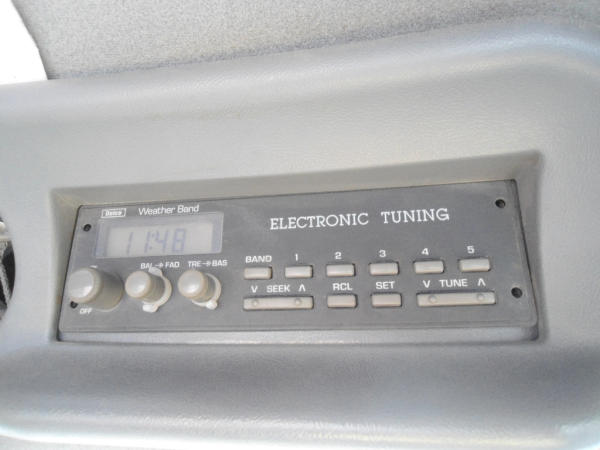 Delco Weather Band
ELECTRONIC TUNING
11:48
BAL FAD TRE BAS
BAND 1 2 3 4 5
OFF
V SEEK Λ RCL SET V TUNE Λ